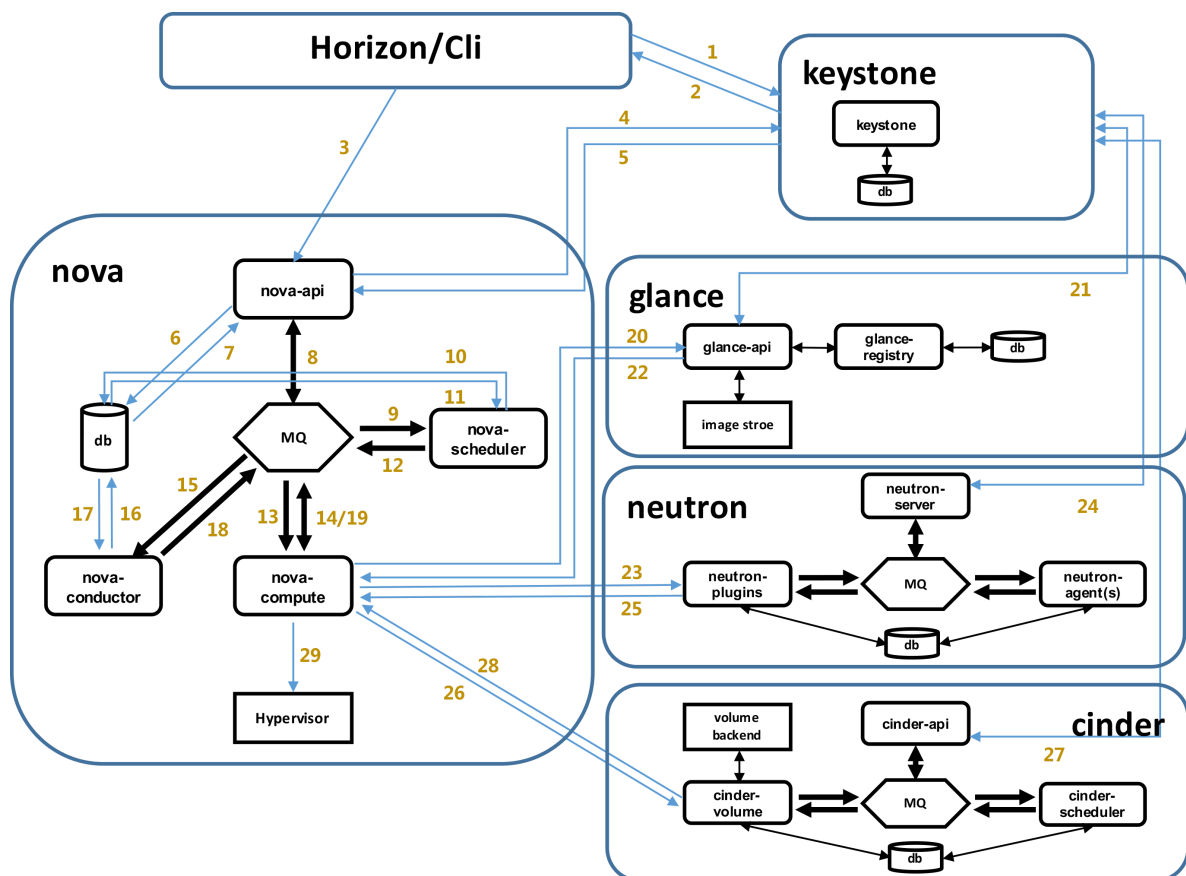 Horizon/Cli
1
2
keystone
keystone
db
3
4
5
nova
nova-api
6
7
8
10
11
9
12
db
MQ
nova-
scheduler
15
18
13
14/19
17
16
nova-
conductor
nova-
compute
29
Hypervisor
20
22
23
25
28
26
glance
21
glance-api
glance-
registry
db
image stroe
neutron
neutron-
server
24
neutron-
plugins
MQ
neutron-
agent(s)
db
cinder
volume
backend
cinder-api
27
cinder-
volume
MQ
cinder-
scheduler
db